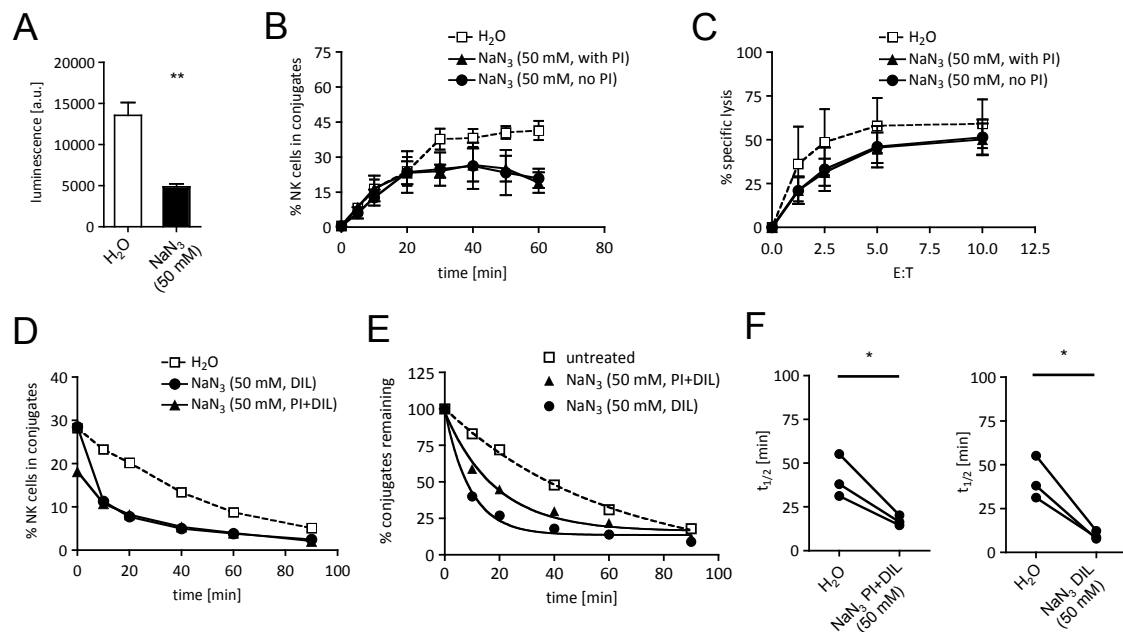 A
luminescence [a.u.]
20000
15000
10000
5000
0
**
H₂O
NaN₃
(50 mM)
B
H₂O
NaN₃ (50 mM, with PI)
NaN₃ (50 mM, no PI)
% NK cells in conjugates
75
60
45
30
15
0
0 20 40 60 80
time [min]
C
H₂O
NaN₃ (50 mM, with PI)
NaN₃ (50 mM, no PI)
% specific lysis
100
75
50
25
0
0.0 2.5 5.0 7.5 10.0
E:T
D
H₂O
NaN₃ (50 mM, DIL)
NaN₃ (50 mM, PI+DIL)
% NK cells in conjugates
40
30
20
10
0
0 20 40 60 80 100
time [min]
E
untreated
NaN₃ (50 mM, PI+DIL)
NaN₃ (50 mM, DIL)
% conjugates remaining
125
100
75
50
25
0
0 20 40 60 80 100
time [min]
F
*
t₁/₂ [min]
100
75
50
25
0
H₂O
NaN₃ PI+DIL
(50 mM)
*
t₁/₂ [min]
100
75
50
25
0
H₂O
NaN₃ DIL
(50 mM)